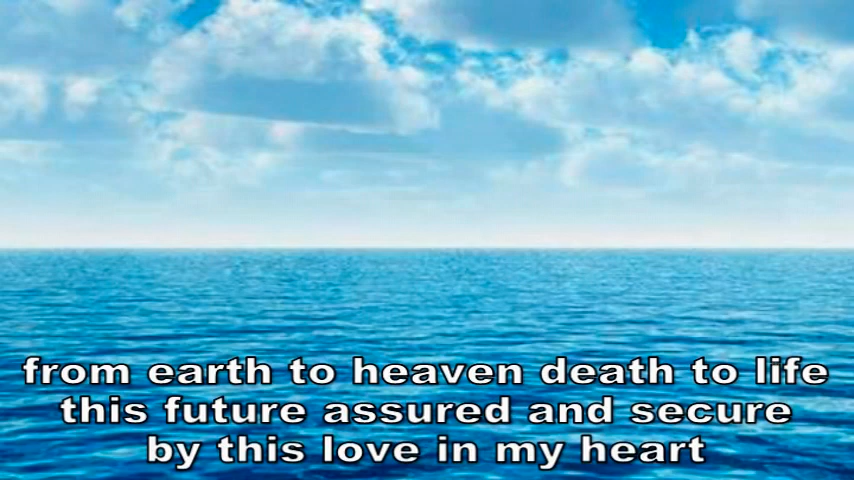 from earth to heaven death to life
this future assured and secure
by this love in my heart